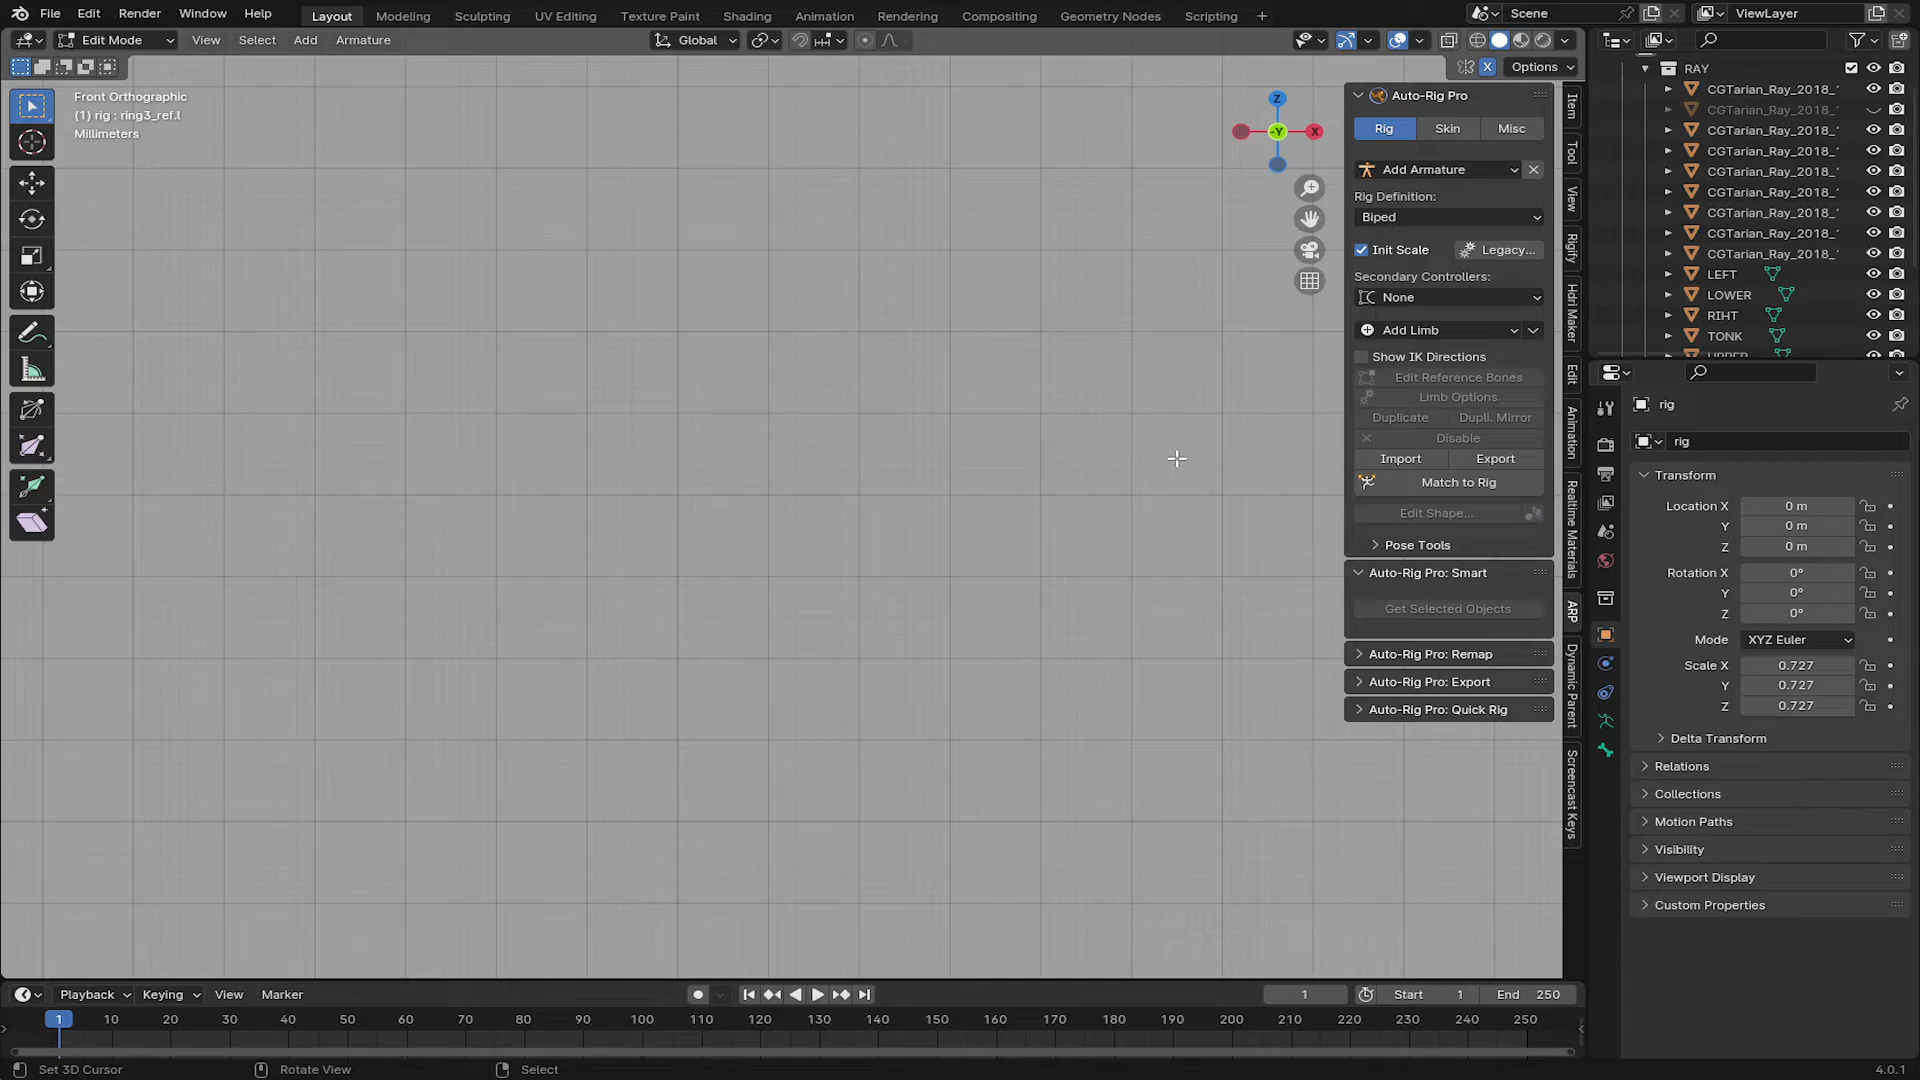 File Edit Render Window Help Layout Modeling Sculpting UV Editing Texture Paint Shading Animation Rendering Compositing Geometry Nodes Scripting + Scene ViewLayer
Edit Mode View Select Add Armature Global
Options
Front Orthographic
(1) rig : ring3_ref.l
Millimeters
Z
-Y
X
Auto-Rig Pro
Rig Skin Misc
Add Armature
Rig Definition:
Biped
Init Scale Legacy...
Secondary Controllers:
None
Add Limb
Show IK Directions
Edit Reference Bones
Limb Options
Duplicate Dupli. Mirror
Disable
Import Export
Match to Rig
Edit Shape...
Pose Tools
Auto-Rig Pro: Smart
Get Selected Objects
Auto-Rig Pro: Remap
Auto-Rig Pro: Export
Auto-Rig Pro: Quick Rig
Item
Tool
View
Rigify
Hdri Maker
Edit
Animation
Realtime Materials
ARP
Dynamic Parent
Screencast Keys
RAY
CGTarian_Ray_2018_
CGTarian_Ray_2018_
CGTarian_Ray_2018_
CGTarian_Ray_2018_
CGTarian_Ray_2018_
CGTarian_Ray_2018_
CGTarian_Ray_2018_
CGTarian_Ray_2018_
CGTarian_Ray_2018_
LEFT
LOWER
RIHT
TONK
rig
rig
Transform
Location X 0 m
Y 0 m
Z 0 m
Rotation X 0°
Y 0°
Z 0°
Mode XYZ Euler
Scale X 0.727
Y 0.727
Z 0.727
Delta Transform
Relations
Collections
Motion Paths
Visibility
Viewport Display
Custom Properties
Playback Keying View Marker 1 Start 1 End 250
1 10 20 30 40 50 60 70 80 90 100 110 120 130 140 150 160 170 180 190 200 210 220 230 240 250
Set 3D Cursor Rotate View Select 4.0.1